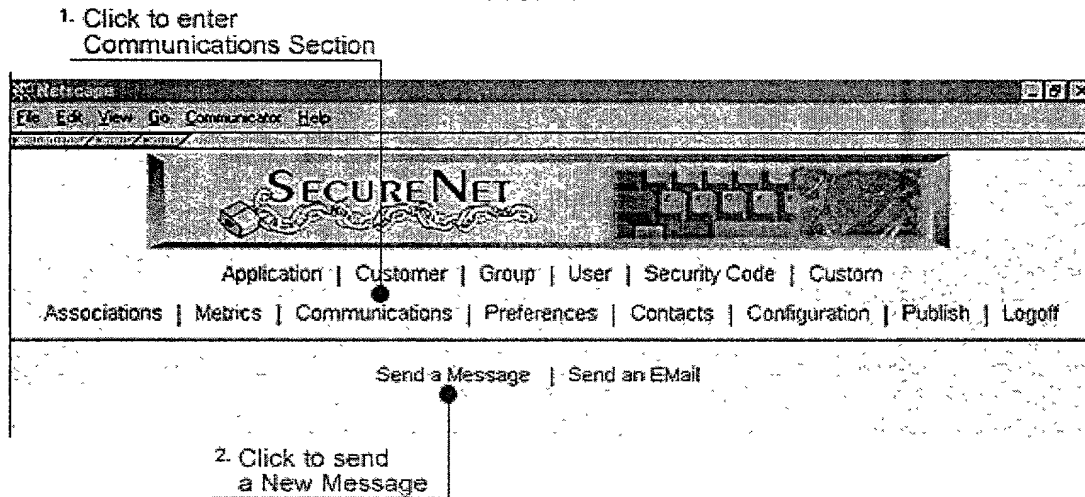 1. Click to enter
Communications Section
Netscape
File Edit View Go Communicator Help
SECURENET
Application | Customer | Group | User | Security Code | Custom
Associations | Metrics | Communications | Preferences | Contacts | Configuration | Publish | Logoff
Send a Message | Send an EMail
2. Click to send
a New Message